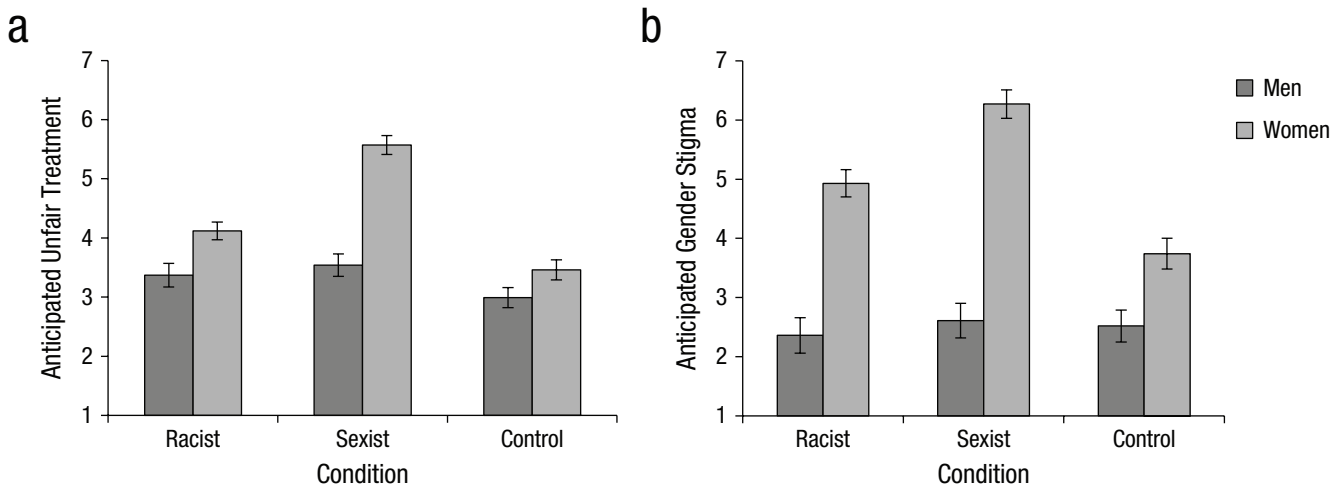 a
7
6
5
4
3
2
1
Anticipated Unfair Treatment
Racist
Sexist
Control
Condition
b
7
6
5
4
3
2
1
Anticipated Gender Stigma
Racist
Sexist
Control
Condition
Men
Women